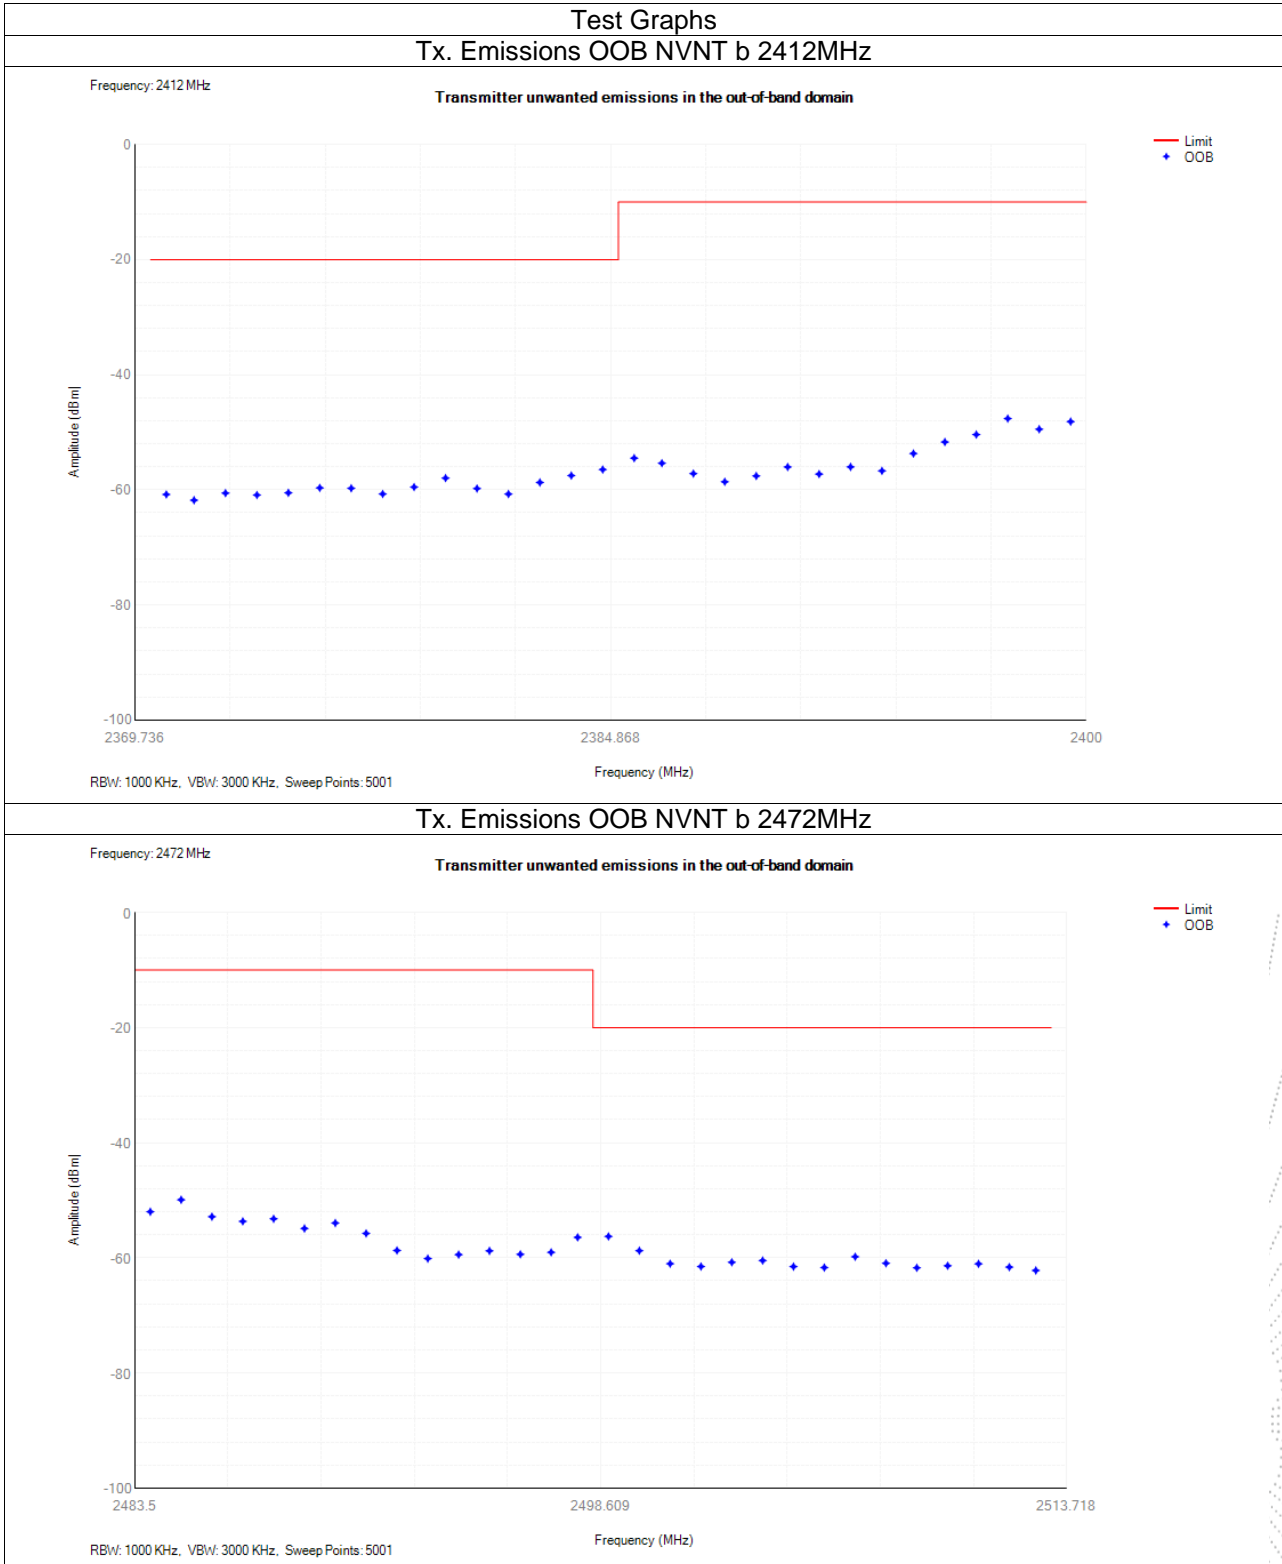 Test Graphs
Tx. Emissions OOB NVNT b 2412MHz
Frequency: 2412 MHz
Transmitter unwanted emissions in the out-of-band domain
Limit
OOB
0
-20
-40
-60
-80
-100
Amplitude [dBm]
2369.736
2384.868
2400
Frequency (MHz)
RBW: 1000 KHz, VBW: 3000 KHz, Sweep Points: 5001
Tx. Emissions OOB NVNT b 2472MHz
Frequency: 2472 MHz
Transmitter unwanted emissions in the out-of-band domain
Limit
OOB
0
-20
-40
-60
-80
-100
Amplitude [dBm]
2483.5
2498.609
2513.718
Frequency (MHz)
RBW: 1000 KHz, VBW: 3000 KHz, Sweep Points: 5001